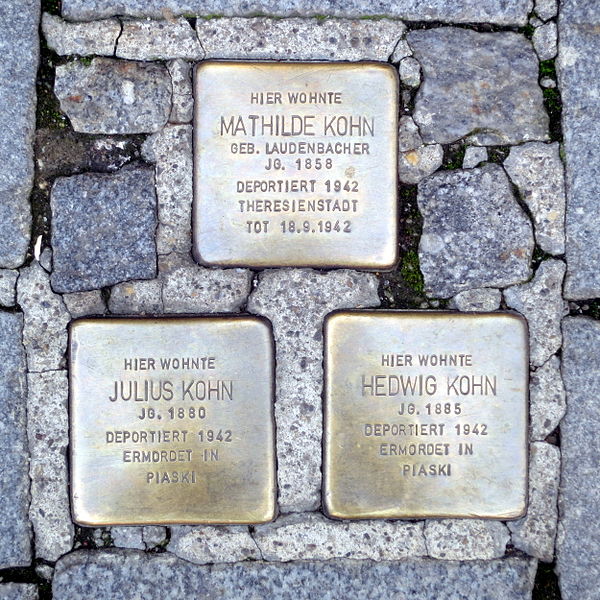 HIER WOHNTE
MATHILDE KOHN
GEB. LAUDENBACHER
JG. 1858
DEPORTIERT 1942
THERESIENSTADT
TOT 18.9.1942
HIER WOHNTE
JULIUS KOHN
JG. 1880
DEPORTIERT 1942
ERMORDET IN
PIASKI
HIER WOHNTE
HEDWIG KOHN
JG. 1885
DEPORTIERT 1942
ERMORDET IN
PIASKI